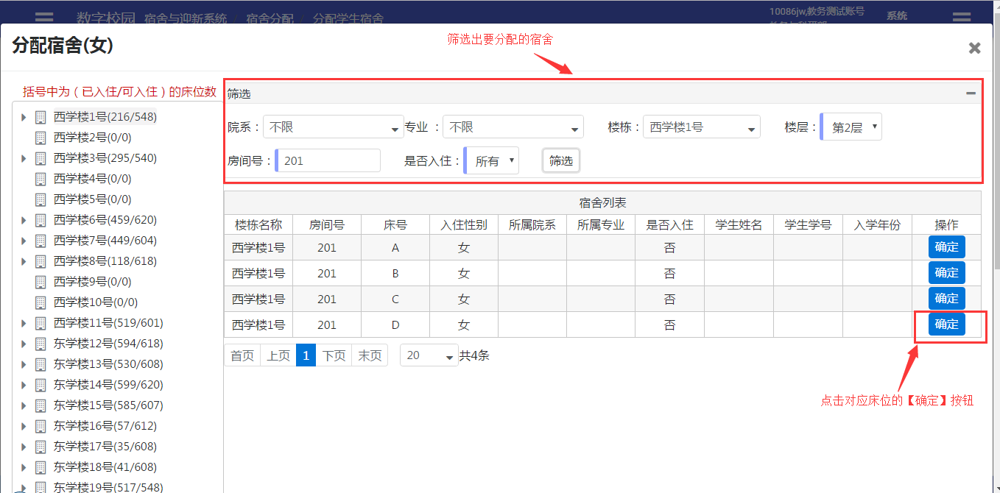 数字校园 宿舍与迎新系统 / 宿舍分配 / 分配学生宿舍
10086jw,教务测试账号
系统
分配宿舍(女)
筛选出要分配的宿舍
括号中为（已入住/可入住）的床位数
西学楼1号(216/548)
西学楼2号(0/0)
西学楼3号(295/540)
西学楼4号(0/0)
西学楼5号(0/0)
西学楼6号(459/620)
西学楼7号(449/604)
西学楼8号(118/618)
西学楼9号(0/0)
西学楼10号(0/0)
西学楼11号(519/601)
东学楼12号(594/618)
东学楼13号(530/608)
东学楼14号(599/620)
东学楼15号(585/607)
东学楼16号(57/612)
东学楼17号(35/608)
东学楼18号(41/608)
东学楼19号(517/548)
筛选
院系： 不限 专业 ： 不限 楼栋： 西学楼1号 楼层： 第2层
房间号： 201 是否入住： 所有 筛选
宿舍列表
楼栋名称 房间号 床号 入住性别 所属院系 所属专业 是否入住 学生姓名 学生学号 入学年份 操作
西学楼1号 201 A 女 否 确定
西学楼1号 201 B 女 否 确定
西学楼1号 201 C 女 否 确定
西学楼1号 201 D 女 否 确定
首页 上页 1 下页 末页 20 共4条
点击对应床位的【确定】按钮